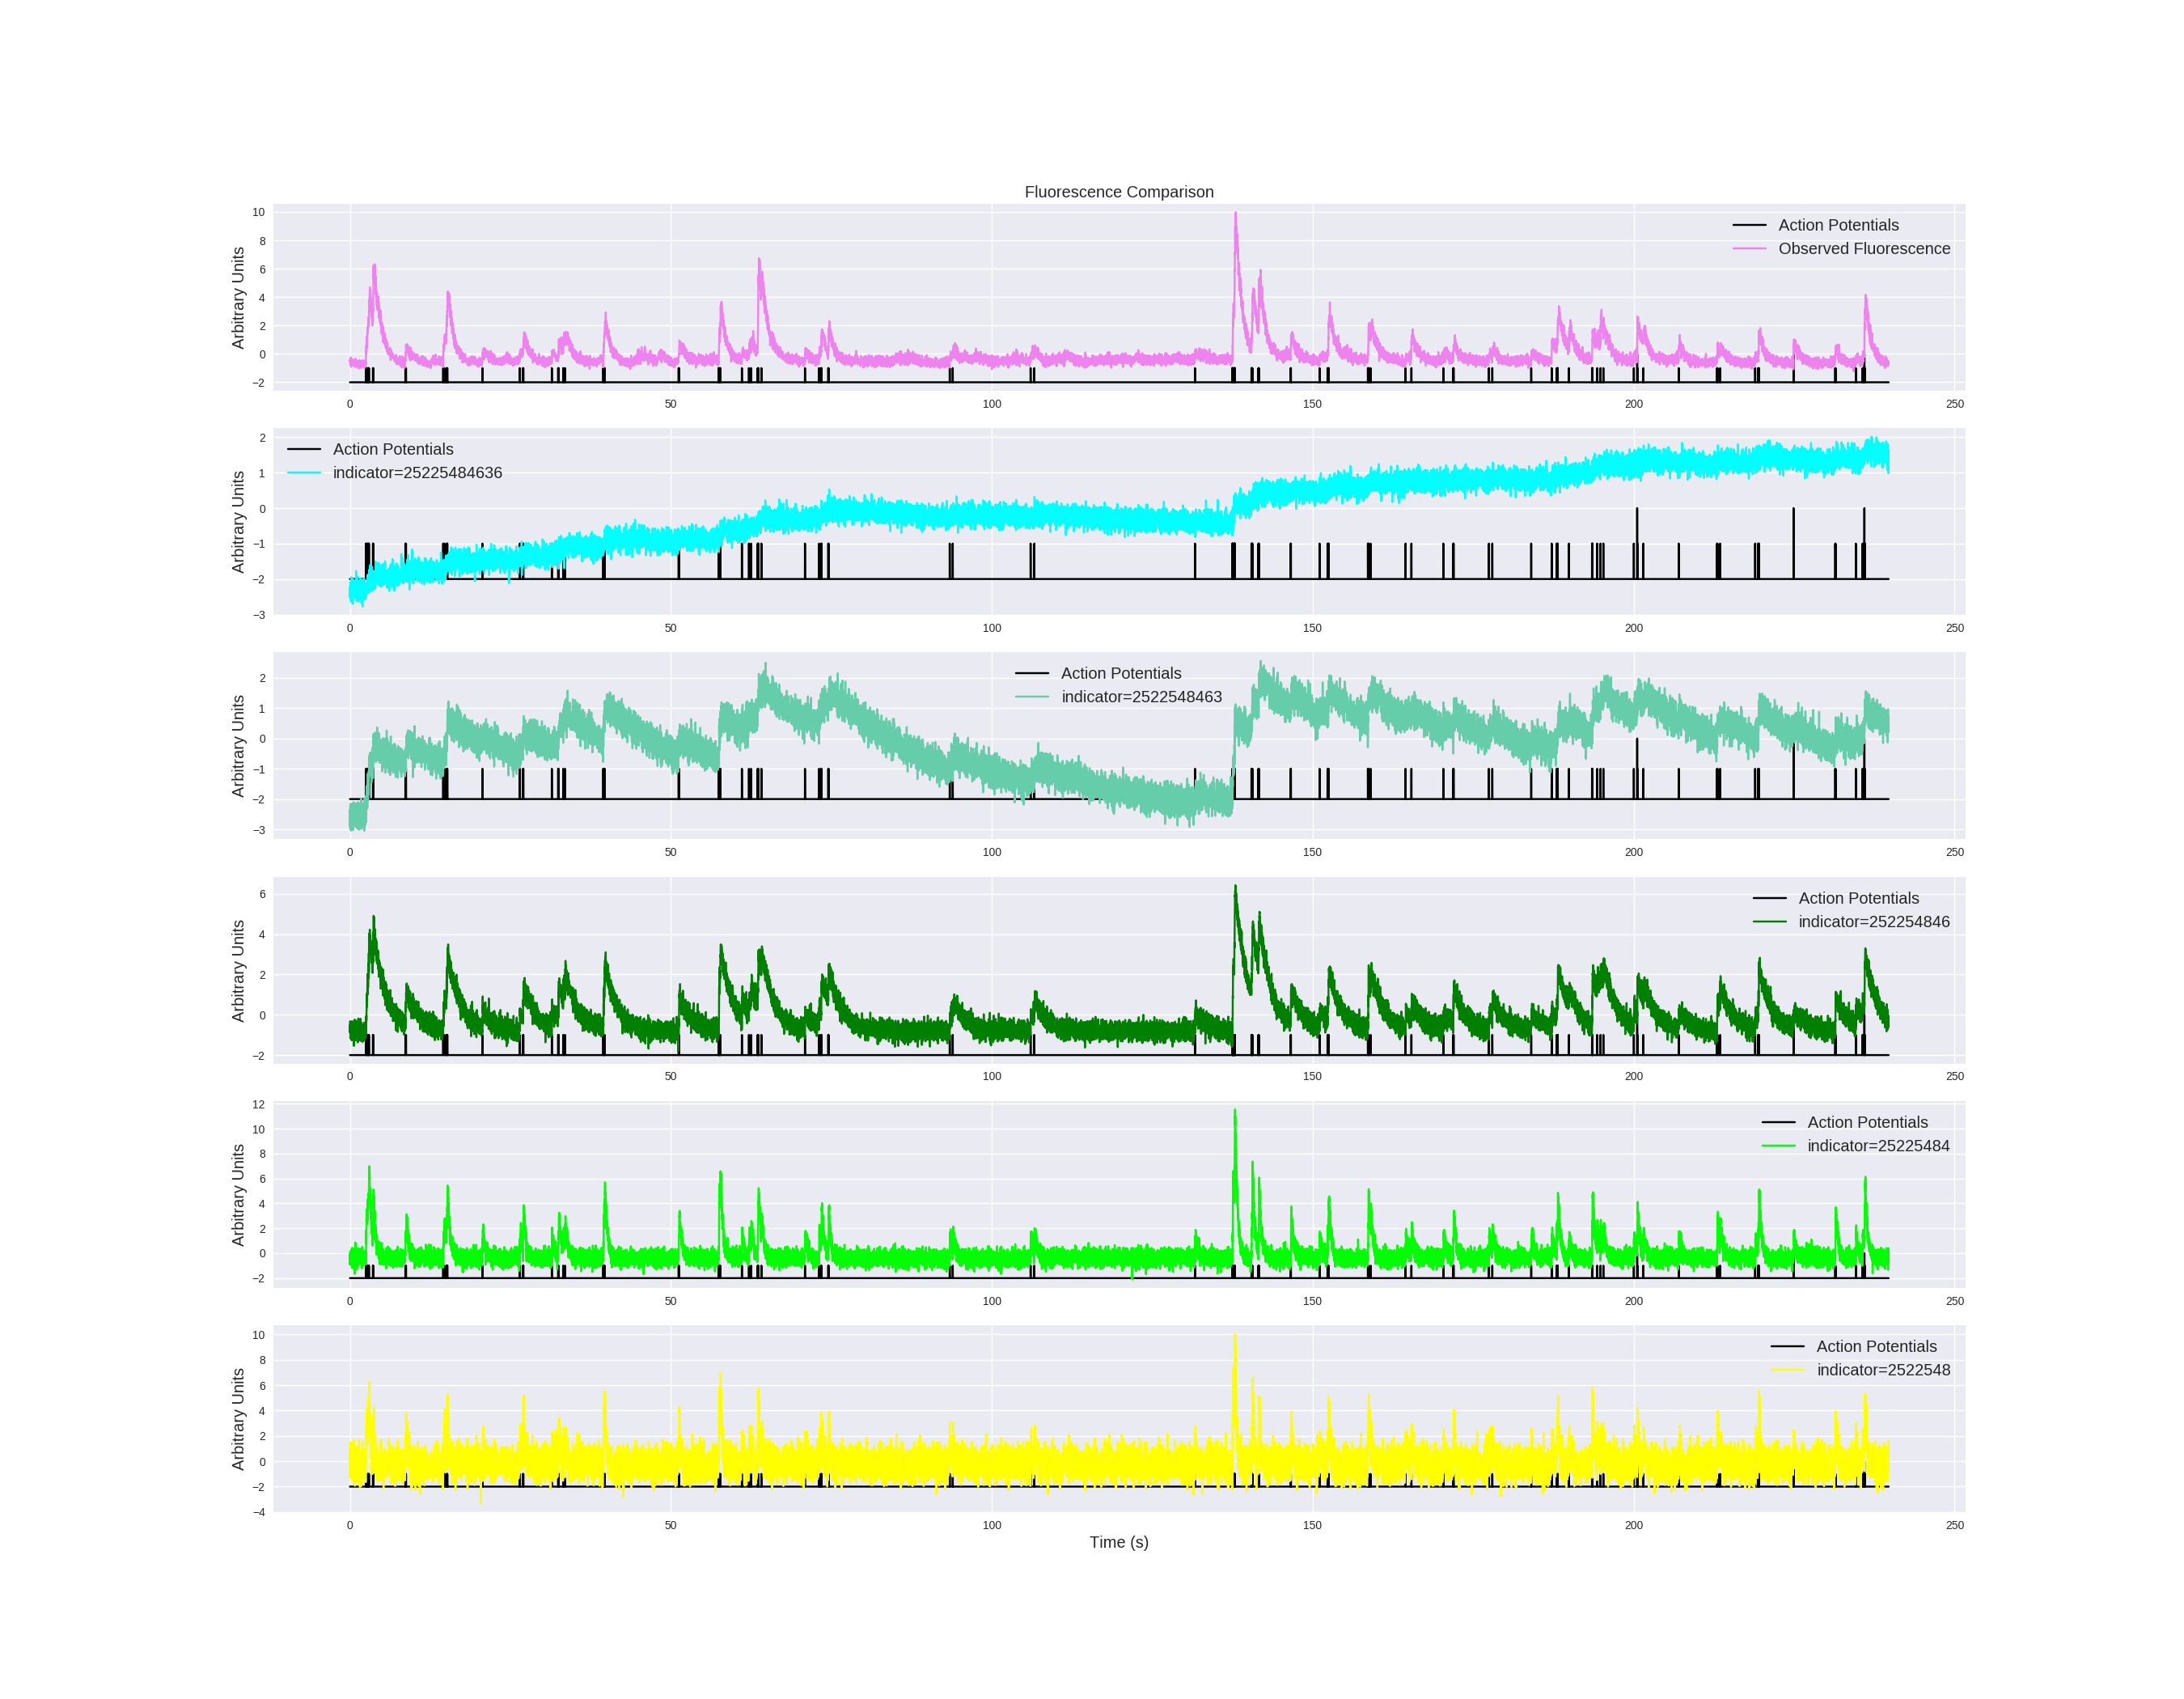 Fluorescence Comparison
Arbitrary Units
10
8
6
4
2
0
−2
Action Potentials
Observed Fluorescence
0 50 100 150 200 250
Arbitrary Units
2
1
0
−1
−2
−3
Action Potentials
indicator=25225484636
0 50 100 150 200 250
Arbitrary Units
2
1
0
−1
−2
−3
Action Potentials
indicator=2522548463
0 50 100 150 200 250
Arbitrary Units
6
4
2
0
−2
Action Potentials
indicator=252254846
0 50 100 150 200 250
Arbitrary Units
12
10
8
6
4
2
0
−2
Action Potentials
indicator=25225484
0 50 100 150 200 250
Arbitrary Units
10
8
6
4
2
0
−2
−4
Action Potentials
indicator=2522548
0 50 100 150 200 250
Time (s)